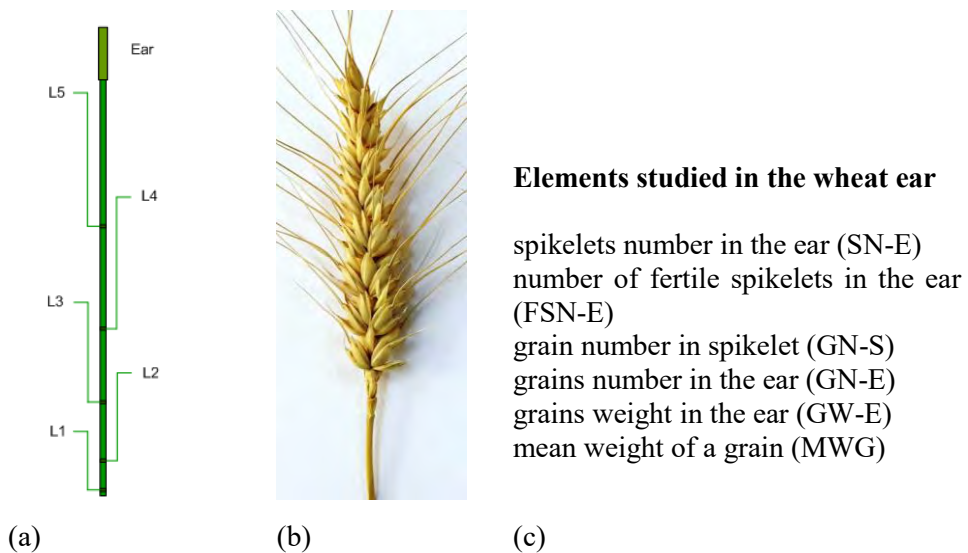 Ear
L5
L4
L3
L2
L1
Elements studied in the wheat ear
spikelets number in the ear (SN-E)
number of fertile spikelets in the ear
(FSN-E)
grain number in spikelet (GN-S)
grains number in the ear (GN-E)
grains weight in the ear (GW-E)
mean weight of a grain (MWG)
(a) (b) (c)